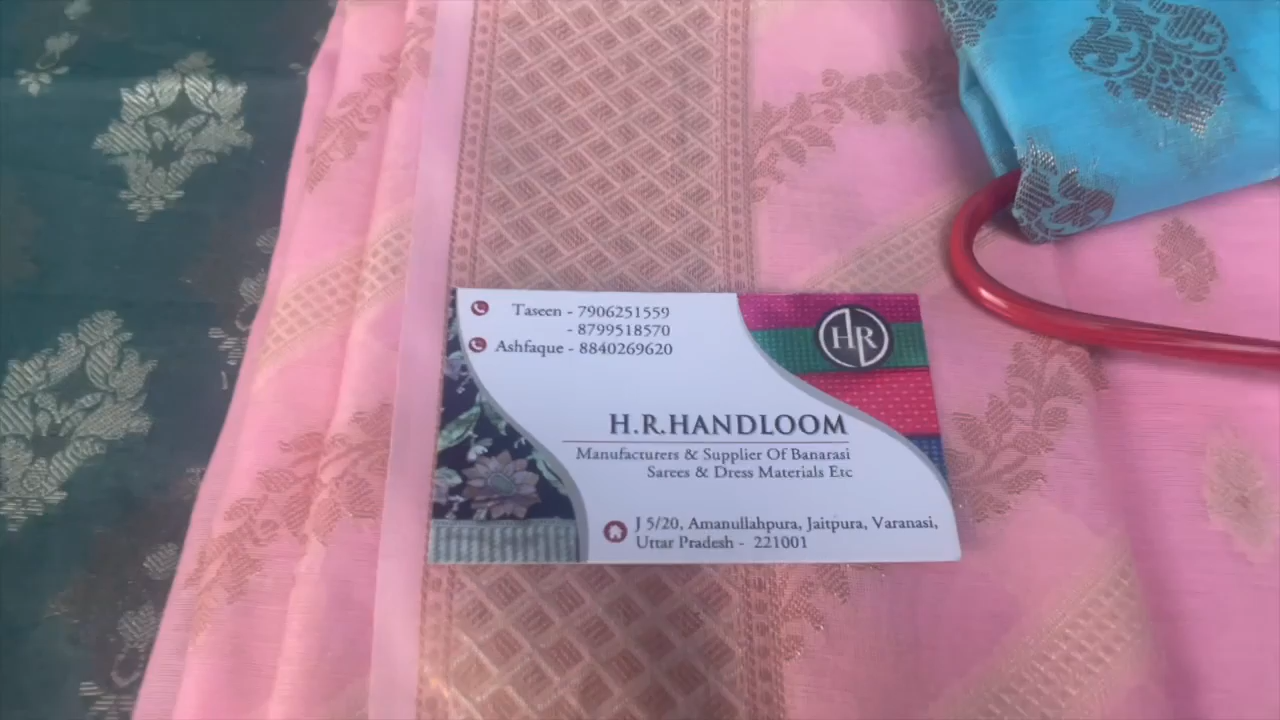 Taseen - 7906251559
- 8799518570
Ashfaque - 8840269620
HR
H.R.HANDLOOM
Manufacturers & Supplier Of Banarasi
Sarees & Dress Materials Etc
J 5/20, Amanullahpura, Jaitpura, Varanasi,
Uttar Pradesh - 221001